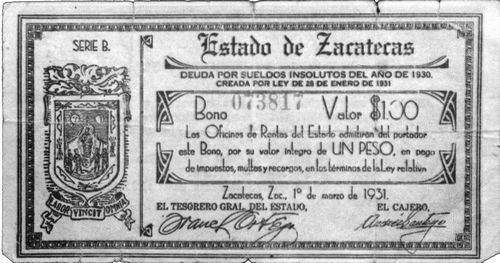 SERIE B.
Estado de Zacatecas
DEUDA POR SUELDOS INSOLUTOS DEL AÑO DE 1930.
CREADA POR LEY DE 28 DE ENERO DE 1931
073817
Bono Valor $1.00
Las Oficinas de Rentas del Estado admitirán del portador
este Bono, por su valor íntegro de UN PESO, en pago
de impuestos, multas y recargos, en los términos de la Ley relativa
Zacatecas, Zac., 1º de marzo de 1931.
EL TESORERO GRAL. DEL ESTADO, EL CAJERO,
LABOR VINCIT OMNIA